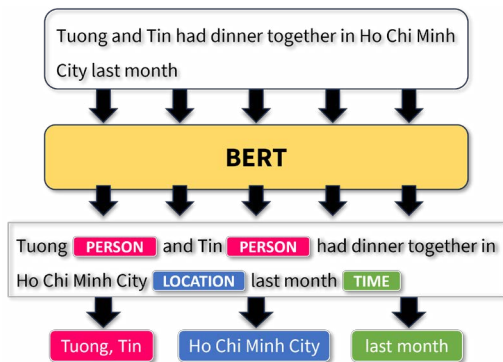 Tuong and Tin had dinner together in Ho Chi Minh
City last month
BERT
Tuong PERSON and Tin PERSON had dinner together in
Ho Chi Minh City LOCATION last month TIME
Tuong, Tin Ho Chi Minh City last month